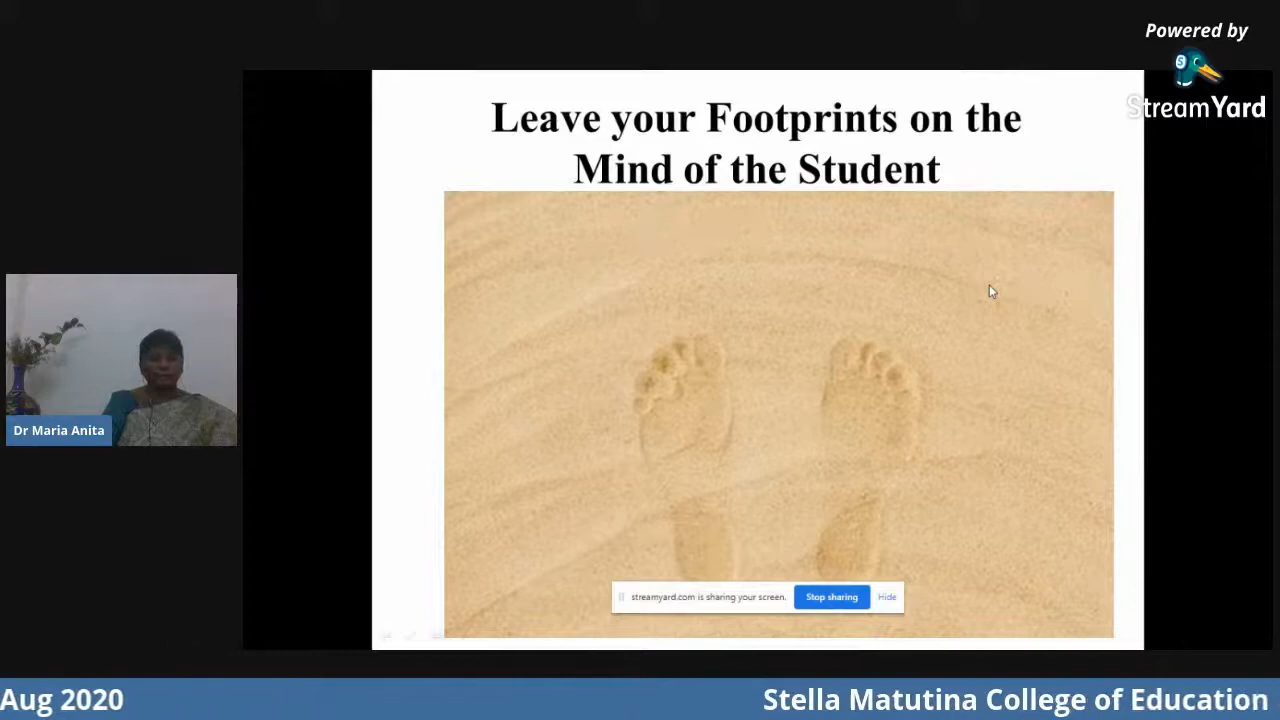 Powered by
StreamYard
Leave your Footprints on the
Mind of the Student
Dr Maria Anita
streamyard.com is sharing your screen. Stop sharing Hide
Aug 2020 Stella Matutina College of Education